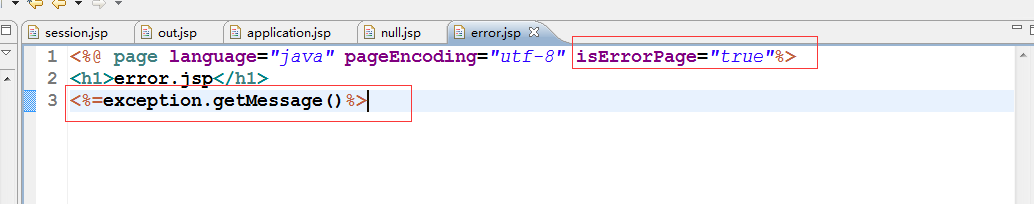 session.jsp out.jsp application.jsp null.jsp error.jsp
1 <%@ page language="java" pageEncoding="utf-8" isErrorPage="true"%>
2 <h1>error.jsp</h1>
3 <%=exception.getMessage()%>